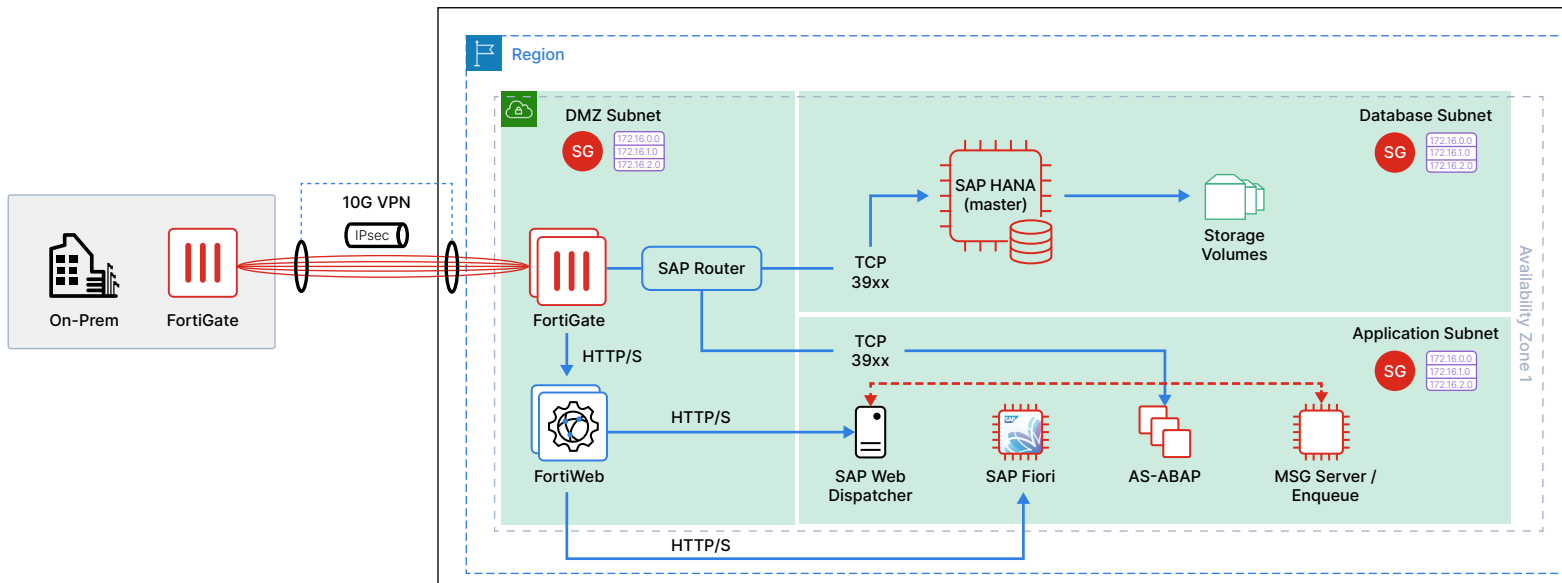 Region
DMZ Subnet
SG
172.16.0.0
172.16.1.0
172.16.2.0
Database Subnet
SG
172.16.0.0
172.16.1.0
172.16.2.0
SAP HANA
(master)
Storage
Volumes
10G VPN
IPsec
On-Prem
FortiGate
FortiGate
SAP Router
TCP
39xx
Availability Zone 1
HTTP/S
TCP
39xx
Application Subnet
SG
172.16.0.0
172.16.1.0
172.16.2.0
FortiWeb
HTTP/S
SAP Web
Dispatcher
SAP
SAP Fiori
AS-ABAP
MSG Server /
Enqueue
HTTP/S